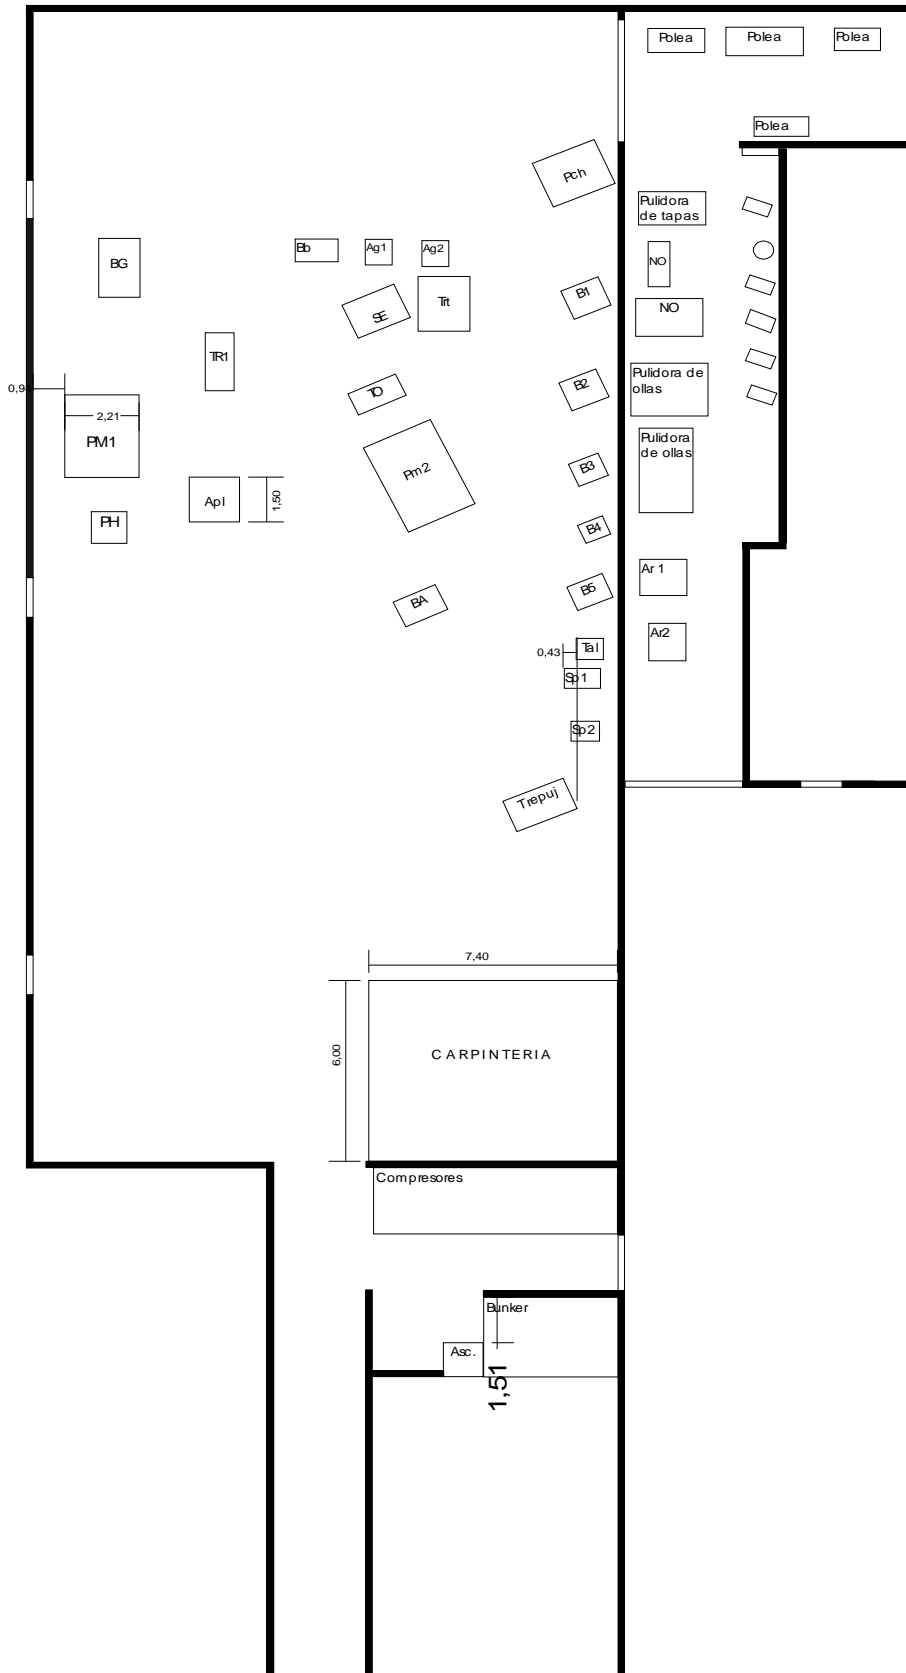 Polea
Polea
Polea
Polea
Pch
Pulidora
de tapas
Bb
Ag1
Ag2
BG
NO
B1
Trt
SE
NO
TR1
Pulidora de
ollas
B2
TO
0,94
2,21
PM1
Pm2
Pulidora
de ollas
B3
Apl
1,50
PH
B4
Ar 1
B5
BA
Ar2
Tal
0,43
Sp1
Sp2
Trepuj
7,40
6,00
CARPINTERIA
Compresores
Bunker
Asc.
1,51